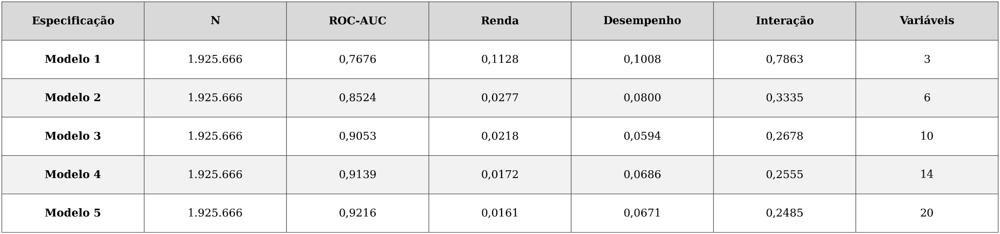 Especificação N ROC-AUC Renda Desempenho Interação Variáveis
Modelo 1 1.925.666 0,7676 0,1128 0,1008 0,7863 3
Modelo 2 1.925.666 0,8524 0,0277 0,0800 0,3335 6
Modelo 3 1.925.666 0,9053 0,0218 0,0594 0,2678 10
Modelo 4 1.925.666 0,9139 0,0172 0,0686 0,2555 14
Modelo 5 1.925.666 0,9216 0,0161 0,0671 0,2485 20